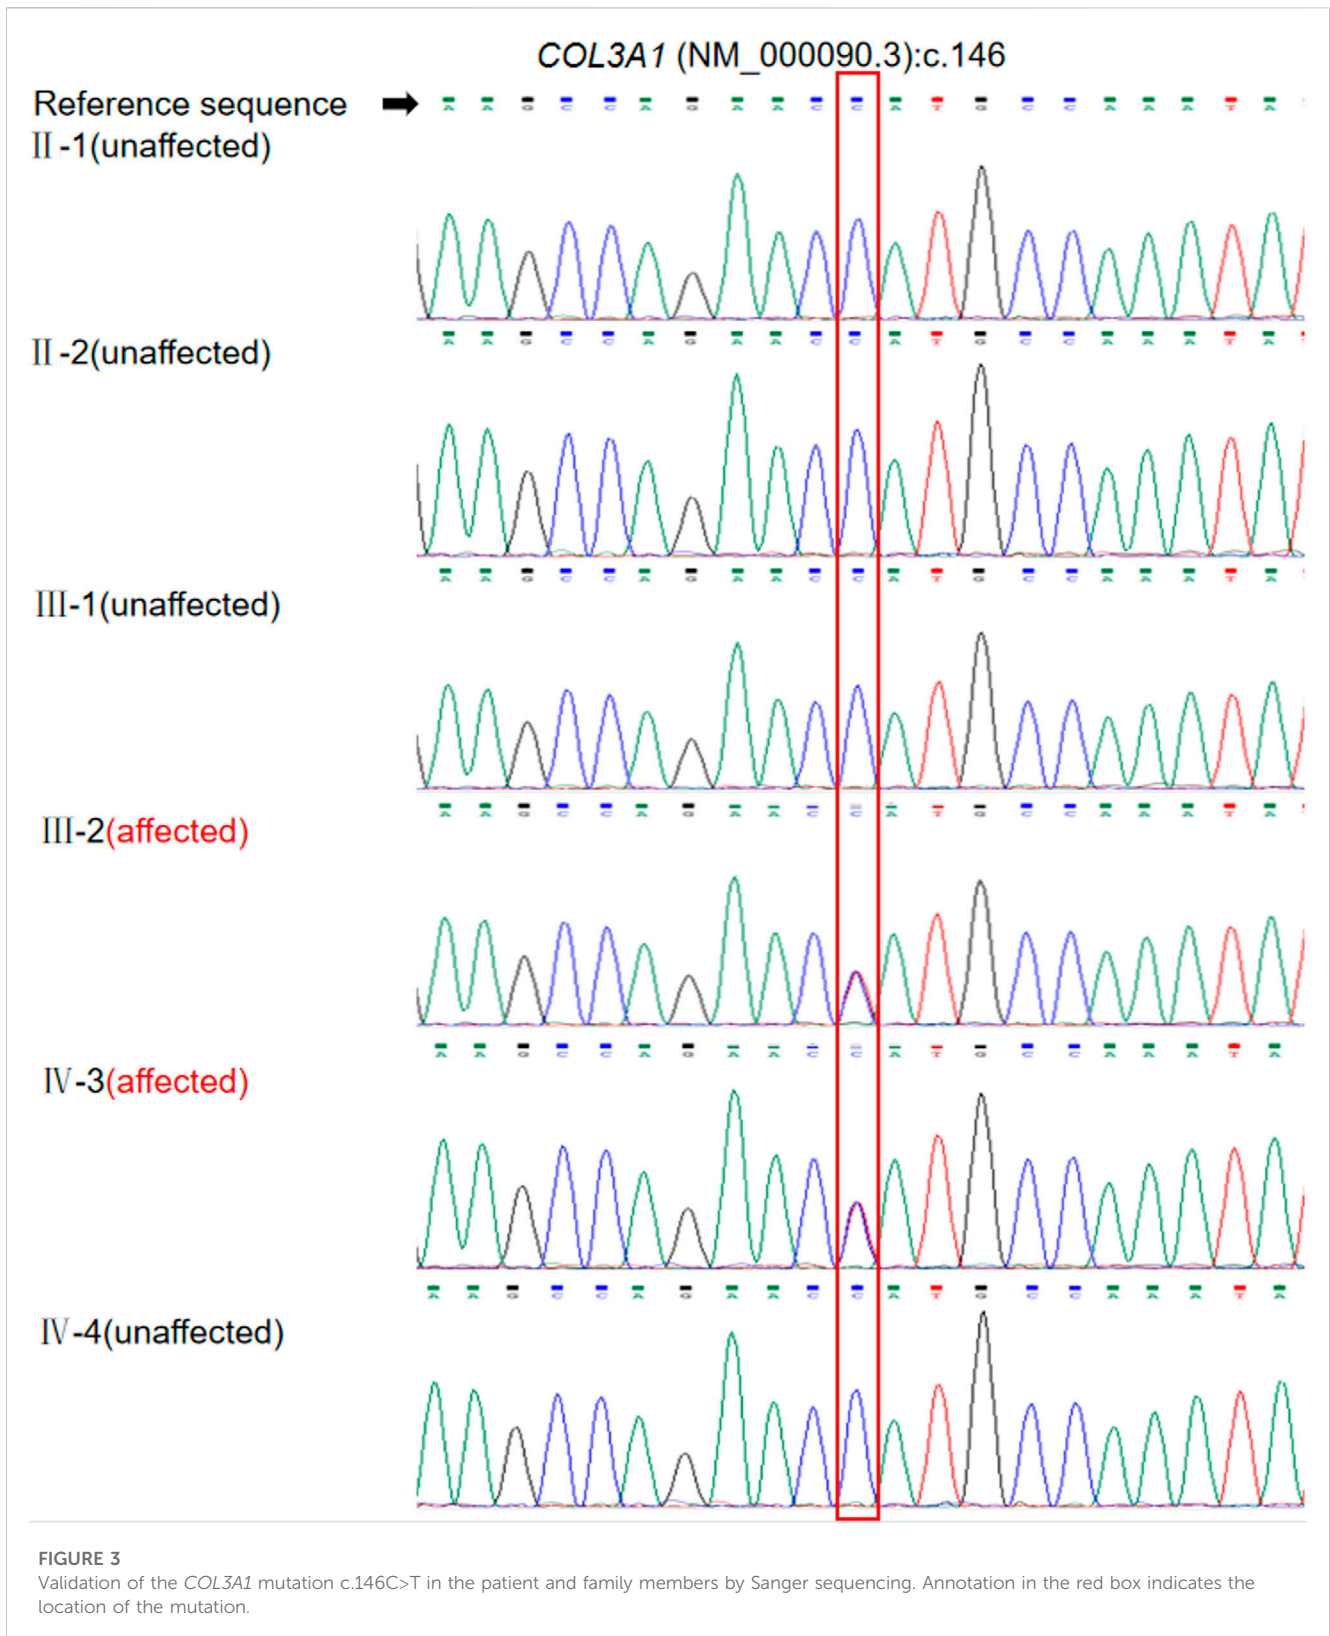 COL3A1 (NM_000090.3):c.146
Reference sequence
A A G C C A G A A C C A T G C C A A A T A
Ⅱ-1(unaffected)
A A G C C A G A A C C A T G C C A A A T A
Ⅱ-2(unaffected)
A A G C C A G A A C C A T G C C A A A T A
Ⅲ-1(unaffected)
A A G C C A G A A C C A T G C C A A A T A
Ⅲ-2(affected)
A A G C C A G A A C C A T G C C A A A T A
Ⅳ-3(affected)
A A G C C A G A A C C A T G C C A A A T A
Ⅳ-4(unaffected)
FIGURE 3
Validation of the COL3A1 mutation c.146C>T in the patient and family members by Sanger sequencing. Annotation in the red box indicates the
location of the mutation.